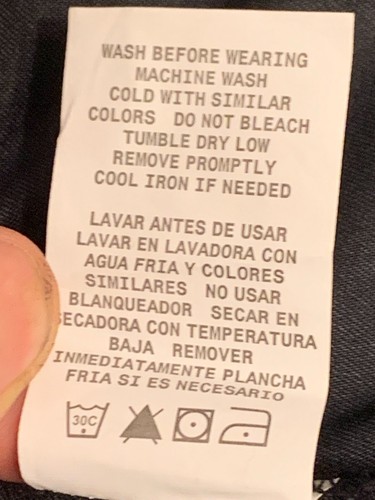 WASH BEFORE WEARING
MACHINE WASH
COLD WITH SIMILAR
COLORS DO NOT BLEACH
TUMBLE DRY LOW
REMOVE PROMPTLY
COOL IRON IF NEEDED
LAVAR ANTES DE USAR
LAVAR EN LAVADORA CON
AGUA FRIA Y COLORES
SIMILARES NO USAR
BLANQUEADOR SECAR EN
SECADORA CON TEMPERATURA
BAJA REMOVER
INMEDIATAMENTE PLANCHA
FRIA SI ES NECESARIO
30C